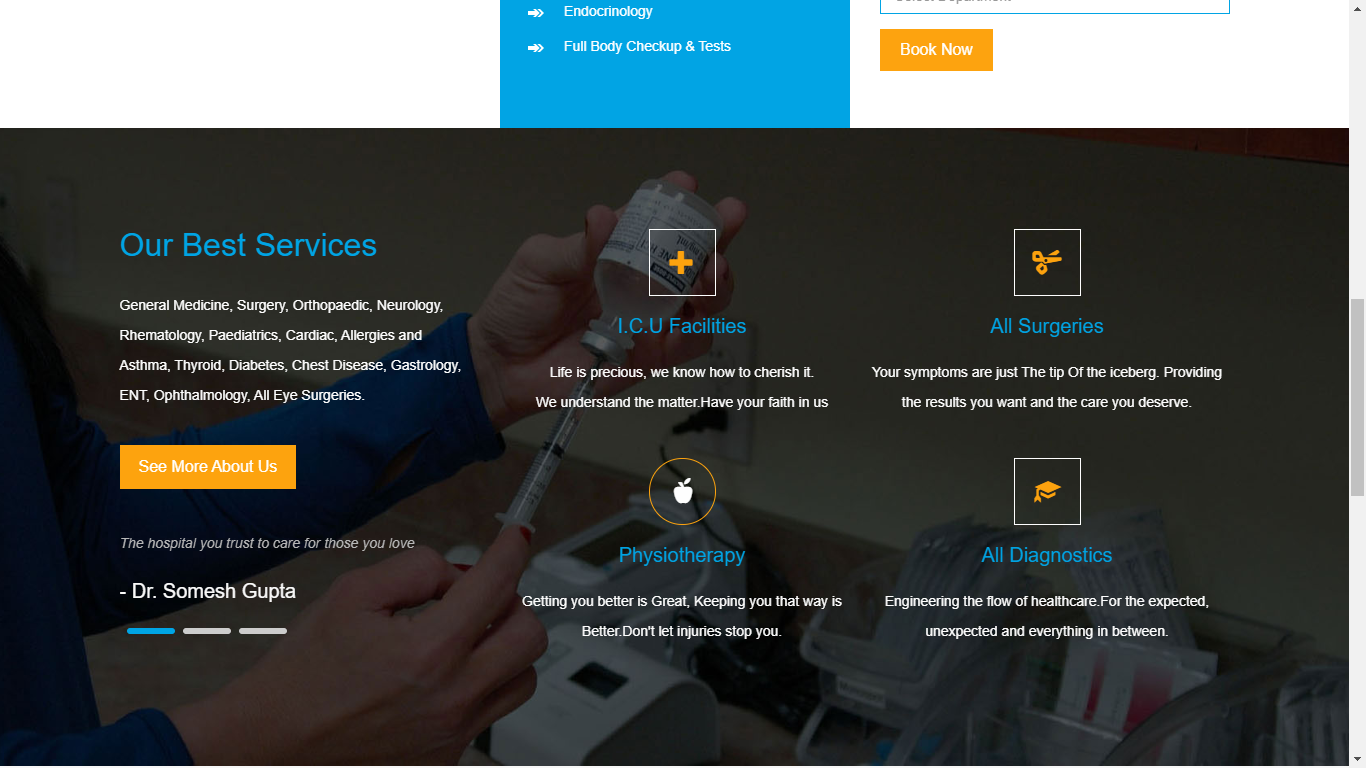 Endocrinology
Full Body Checkup & Tests
Book Now
Our Best Services
General Medicine, Surgery, Orthopaedic, Neurology,
Rhematology, Paediatrics, Cardiac, Allergies and
Asthma, Thyroid, Diabetes, Chest Disease, Gastrology,
ENT, Ophthalmology, All Eye Surgeries.
See More About Us
The hospital you trust to care for those you love
- Dr. Somesh Gupta
I.C.U Facilities
Life is precious, we know how to cherish it.
We understand the matter.Have your faith in us
All Surgeries
Your symptoms are just The tip Of the iceberg. Providing
the results you want and the care you deserve.
Physiotherapy
Getting you better is Great, Keeping you that way is
Better.Don't let injuries stop you.
All Diagnostics
Engineering the flow of healthcare.For the expected,
unexpected and everything in between.